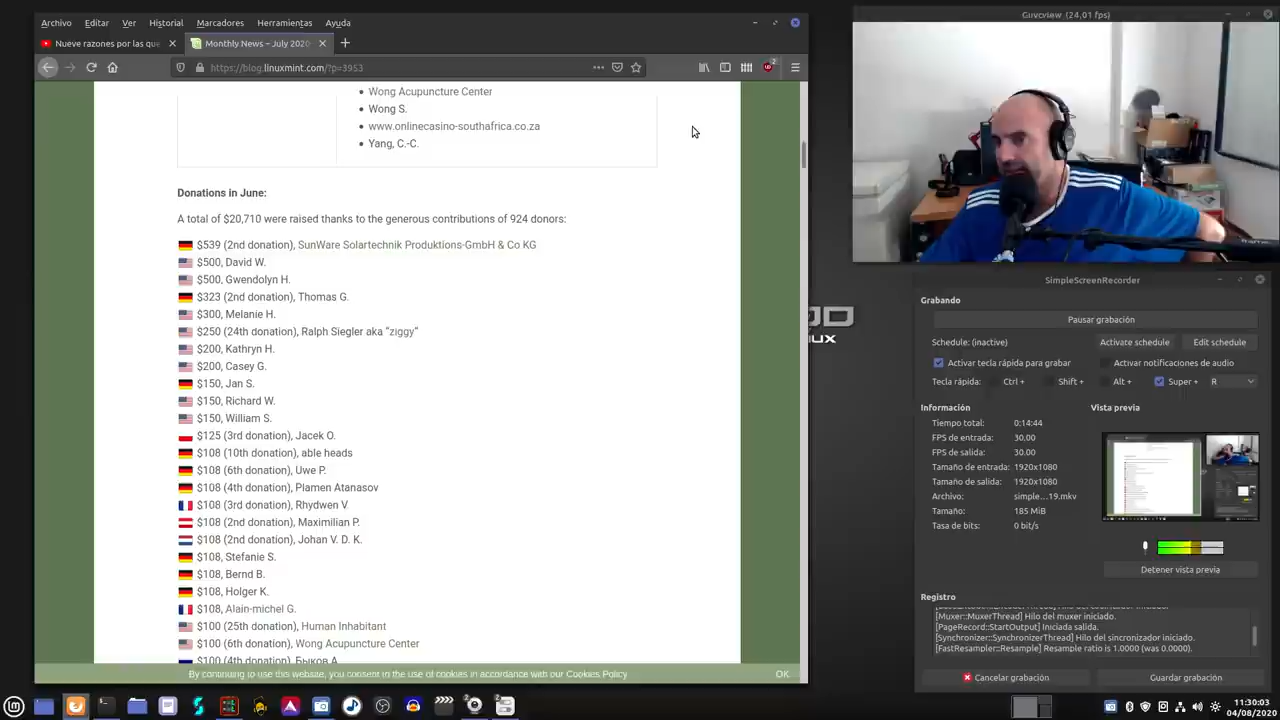 Archivo Editar Ver Historial Marcadores Herramientas Ayuda
Nueve razones por las que
Monthly News – July 2020
https://blog.linuxmint.com/?p=3953
2
Wong Acupuncture Center
Wong S.
www.onlinecasino-southafrica.co.za
Yang, C.-C.
Donations in June:
A total of $20,710 were raised thanks to the generous contributions of 924 donors:
$539 (2nd donation), SunWare Solartechnik Produktions-GmbH & Co KG
$500, David W.
$500, Gwendolyn H.
$323 (2nd donation), Thomas G.
$300, Melanie H.
$250 (24th donation), Ralph Siegler aka "ziggy"
$200, Kathryn H.
$200, Casey G.
$150, Jan S.
$150, Richard W.
$150, William S.
$125 (3rd donation), Jacek O.
$108 (10th donation), able heads
$108 (6th donation), Uwe P.
$108 (4th donation), Plamen Atanasov
$108 (3rd donation), Rhydwen V.
$108 (2nd donation), Maximilian P.
$108 (2nd donation), Johan V. D. K.
$108, Stefanie S.
$108, Bernd B.
$108, Holger K.
$108, Alain-michel G.
$100 (25th donation), Human Inhabitant
$100 (6th donation), Wong Acupuncture Center
$100 (4th donation), Быков А.
By continuing to use this website, you consent to the use of cookies in accordance with our Cookies Policy
OK
Guvcview (24,01 fps)
SimpleScreenRecorder
Grabando
Pausar grabación
Schedule: (inactive)
Activate schedule
Edit schedule
Activar tecla rápida para grabar
Activar notificaciones de audio
Tecla rápida: Ctrl + Shift + Alt + Super + R
Información
Vista previa
Tiempo total: 0:14:44
FPS de entrada: 30.00
FPS de salida: 30.00
Tamaño de entrada: 1920x1080
Tamaño de salida: 1920x1080
Archivo: simple…19.mkv
Tamaño: 185 MiB
Tasa de bits: 0 bit/s
Detener vista previa
Registro
[Muxer::MuxerThread] Hilo del muxer iniciado.
[PageRecord::StartOutput] Iniciada salida.
[Synchronizer::SynchronizerThread] Hilo del sincronizador iniciado.
[FastResampler::Resample] Resample ratio is 1.0000 (was 0.0000).
Cancelar grabación
Guardar grabación
11:30:03
04/08/2020